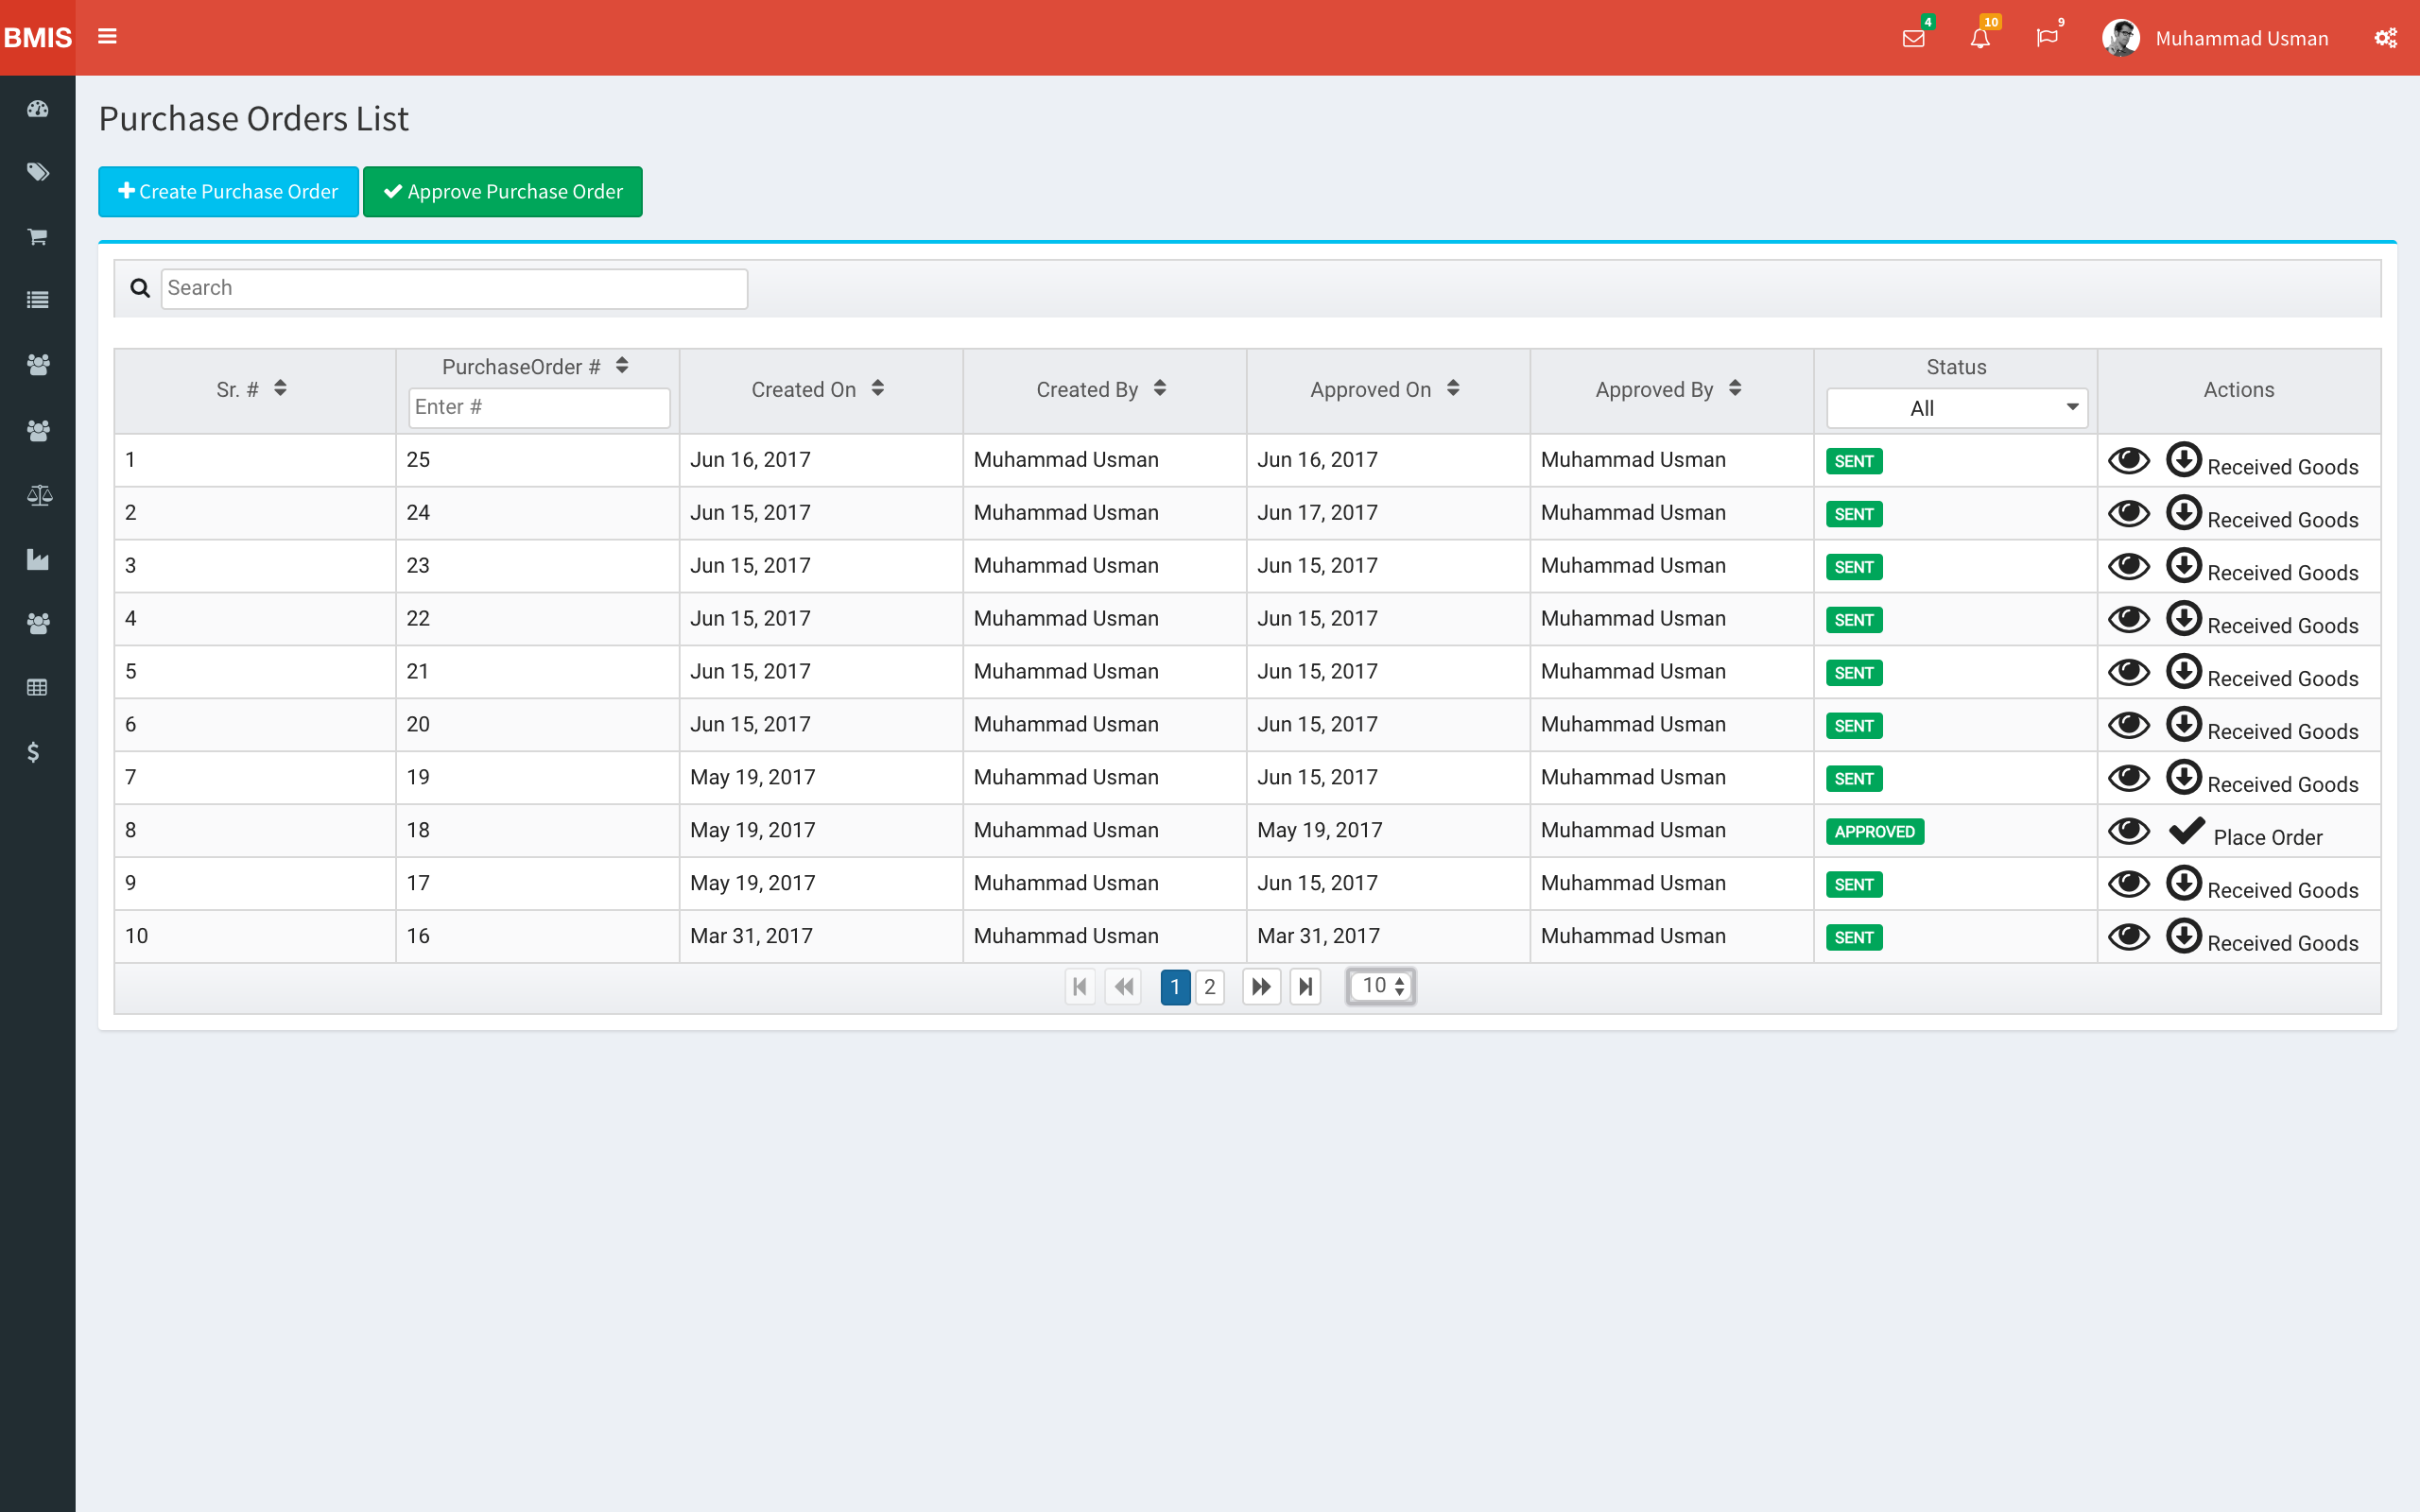 BMIS 4 10 9 Muhammad Usman
Purchase Orders List
Create Purchase Order Approve Purchase Order
Search
Sr. # PurchaseOrder # Created On Created By Approved On Approved By Status Actions
Enter # All
1 25 Jun 16, 2017 Muhammad Usman Jun 16, 2017 Muhammad Usman SENT Received Goods
2 24 Jun 15, 2017 Muhammad Usman Jun 17, 2017 Muhammad Usman SENT Received Goods
3 23 Jun 15, 2017 Muhammad Usman Jun 15, 2017 Muhammad Usman SENT Received Goods
4 22 Jun 15, 2017 Muhammad Usman Jun 15, 2017 Muhammad Usman SENT Received Goods
5 21 Jun 15, 2017 Muhammad Usman Jun 15, 2017 Muhammad Usman SENT Received Goods
6 20 Jun 15, 2017 Muhammad Usman Jun 15, 2017 Muhammad Usman SENT Received Goods
7 19 May 19, 2017 Muhammad Usman Jun 15, 2017 Muhammad Usman SENT Received Goods
8 18 May 19, 2017 Muhammad Usman May 19, 2017 Muhammad Usman APPROVED Place Order
9 17 May 19, 2017 Muhammad Usman Jun 15, 2017 Muhammad Usman SENT Received Goods
10 16 Mar 31, 2017 Muhammad Usman Mar 31, 2017 Muhammad Usman SENT Received Goods
1 2 10